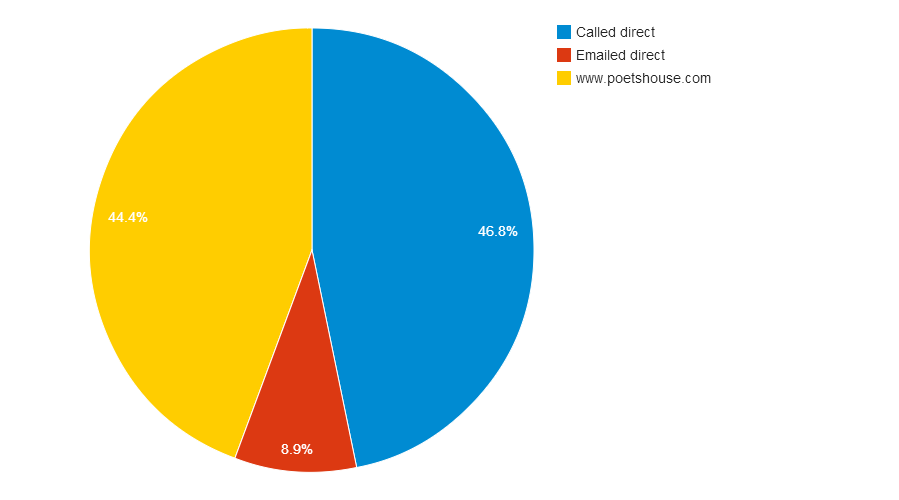 Called direct
Emailed direct
www.poetshouse.com
44.4%
46.8%
8.9%